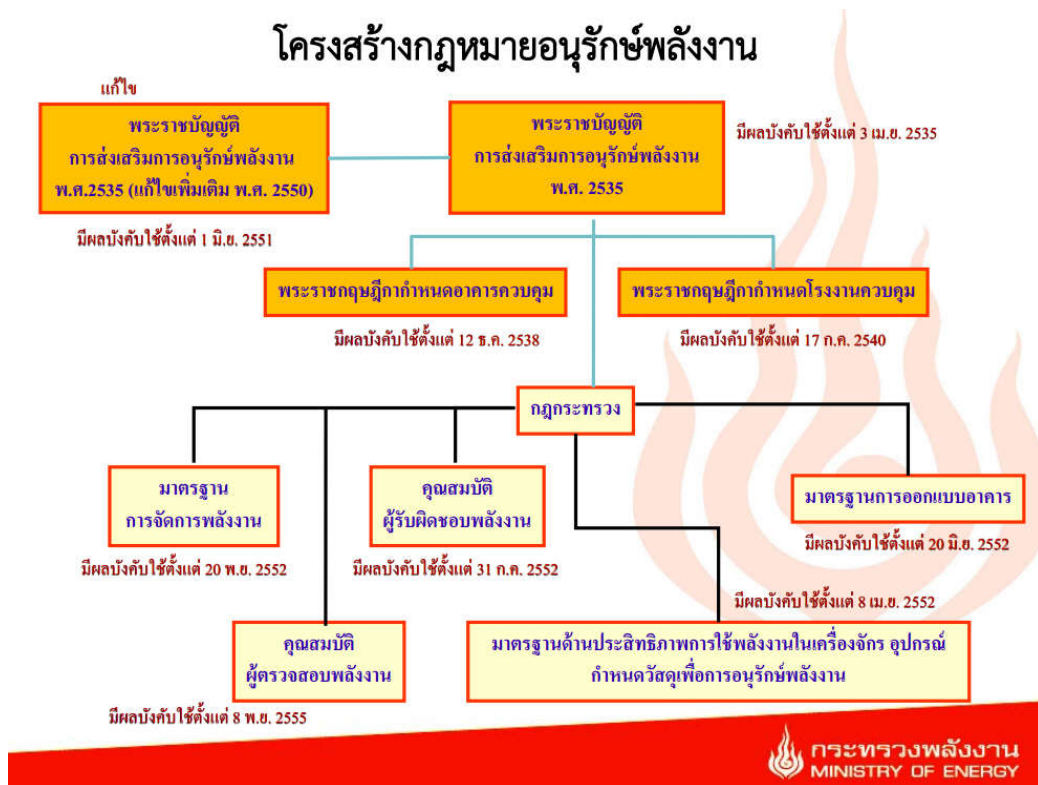 โครงสร้างกฎหมายอนุรักษ์พลังงาน
แก้ไข
พระราชบัญญัติ
การส่งเสริมการอนุรักษ์พลังงาน
พ.ศ.2535 (แก้ไขเพิ่มเติม พ.ศ. 2550)
มีผลบังคับใช้ตั้งแต่ 1 มิ.ย. 2551
พระราชบัญญัติ
การส่งเสริมการอนุรักษ์พลังงาน
พ.ศ. 2535
มีผลบังคับใช้ตั้งแต่ 3 เม.ย. 2535
พระราชกฤษฎีกากำหนดอาคารควบคุม
มีผลบังคับใช้ตั้งแต่ 12 ธ.ค. 2538
พระราชกฤษฎีกากำหนดโรงงานควบคุม
มีผลบังคับใช้ตั้งแต่ 17 ก.ค. 2540
กฎกระทรวง
มาตรฐาน
การจัดการพลังงาน
มีผลบังคับใช้ตั้งแต่ 20 พ.ย. 2552
คุณสมบัติ
ผู้รับผิดชอบพลังงาน
มีผลบังคับใช้ตั้งแต่ 31 ก.ค. 2552
มาตรฐานการออกแบบอาคาร
มีผลบังคับใช้ตั้งแต่ 20 มิ.ย. 2552
คุณสมบัติ
ผู้ตรวจสอบพลังงาน
มีผลบังคับใช้ตั้งแต่ 8 พ.ย. 2555
มีผลบังคับใช้ตั้งแต่ 8 เม.ย. 2552
มาตรฐานด้านประสิทธิภาพการใช้พลังงานในเครื่องจักร อุปกรณ์
กำหนดวัสดุเพื่อการอนุรักษ์พลังงาน
กระทรวงพลังงาน
MINISTRY OF ENERGY